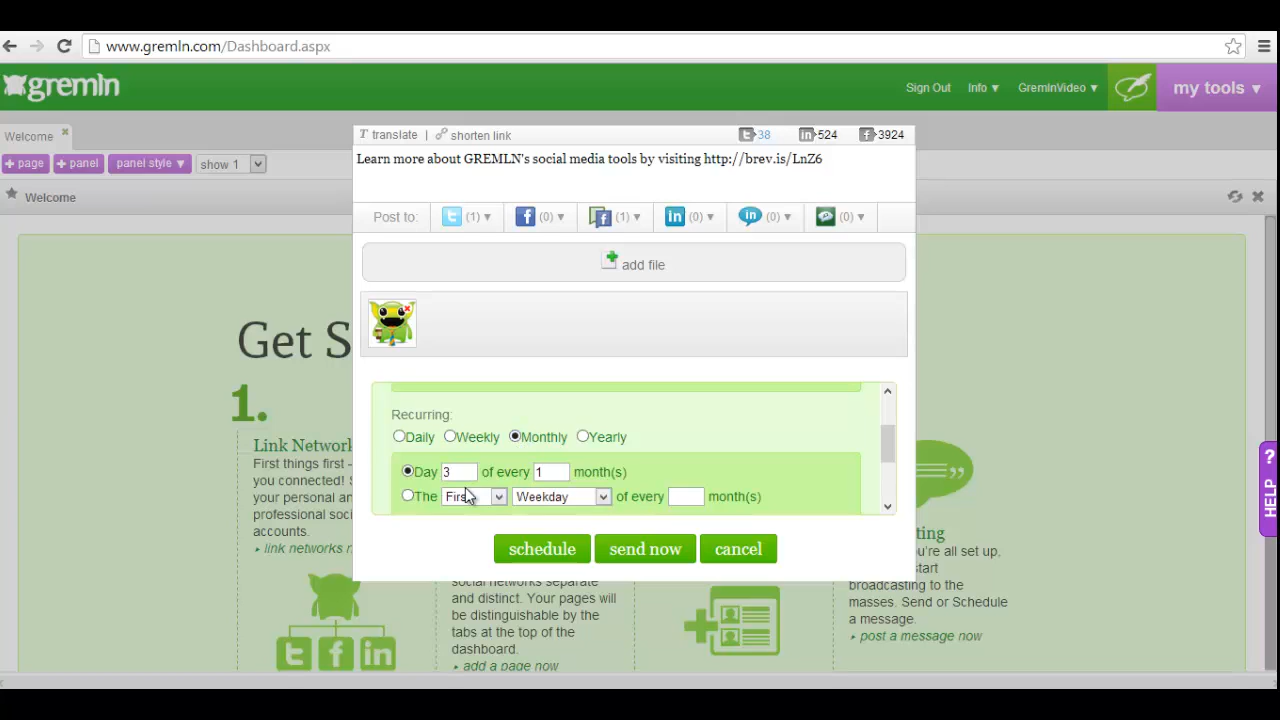 www.gremln.com/Dashboard.aspx
gremln
Sign Out Info ▼ GremlnVideo ▼ my tools ▼
Welcome
translate | shorten link 38 524 3924
+ page + panel panel style ▼ show 1
Learn more about GREMLN's social media tools by visiting http://brev.is/LnZ6
Welcome
Post to: (1) ▼ (0) ▼ (1) ▼ (0) ▼ (0) ▼ (0) ▼
add file
Get S
1.
Link Network
First things first –
you connected! S
your personal an
professional soci
accounts.
▸ link networks n
Recurring:
Daily Weekly Monthly Yearly
Day 3 of every 1 month(s)
The First Weekday of every month(s)
schedule send now cancel
social networks separate
and distinct. Your pages will
be distinguishable by the
tabs at the top of the
dashboard.
▸ add a page now
ting
u're all set up,
start
broadcasting to the
masses. Send or Schedule
a message.
▸ post a message now
HELP ?